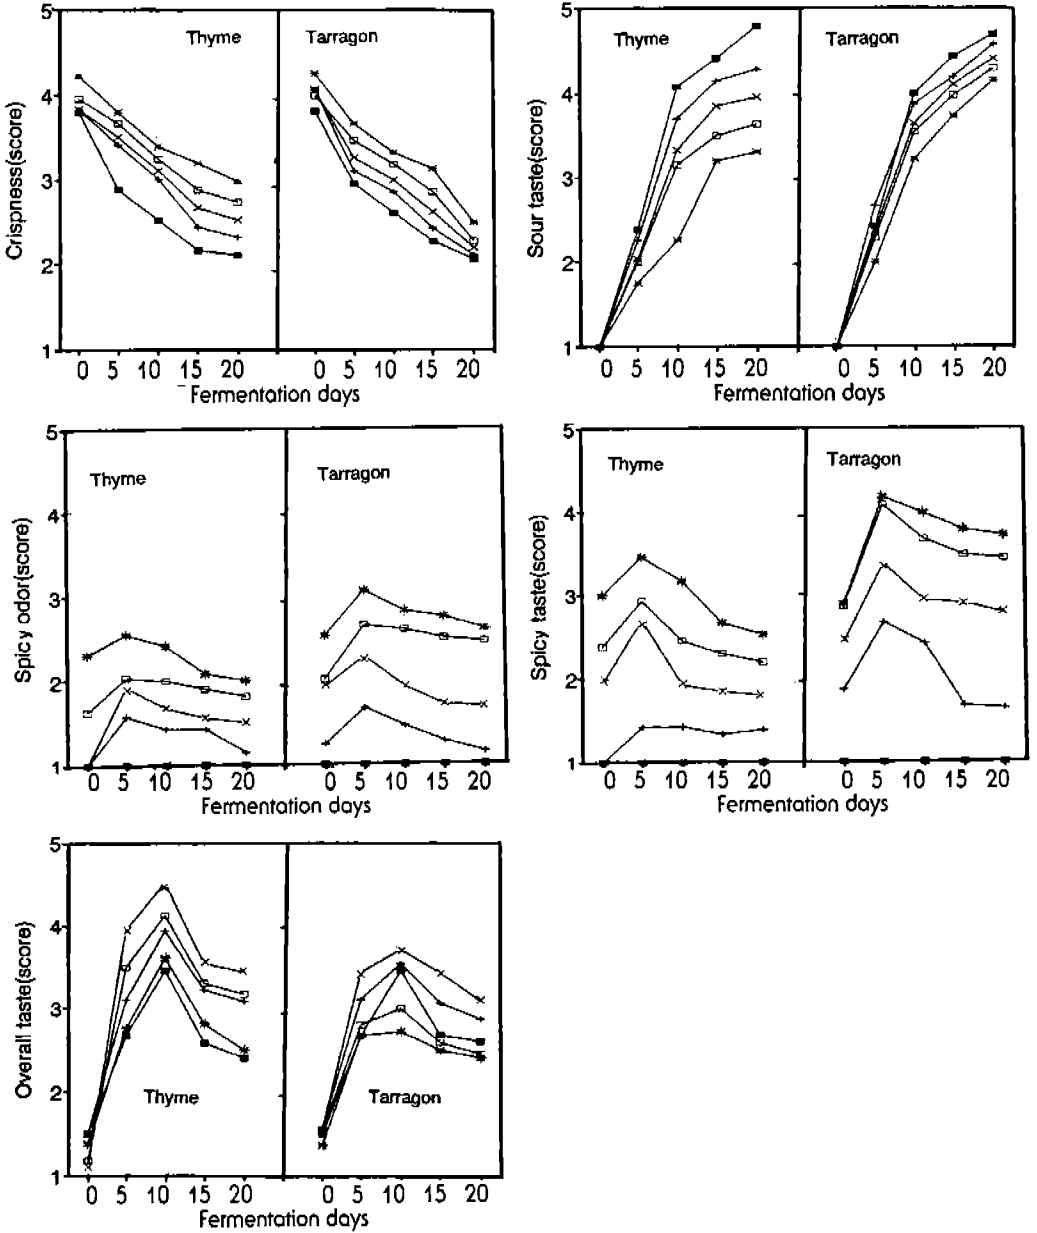 Crispness(score)
5
4
3
2
1
Thyme
Tarragon
0 5 10 15 20 0 5 10 15 20
Fermentation days
Sour taste(score)
5
4
3
2
1
Thyme
Tarragon
0 5 10 15 20 0 5 10 15 20
Fermentation days
Spicy odor(score)
5
4
3
2
1
Thyme
Tarragon
0 5 10 15 20 0 5 10 15 20
Fermentation days
Spicy taste(score)
5
4
3
2
1
Thyme
Tarragon
0 5 10 15 20 0 5 10 15 20
Fermentation days
Overall taste(score)
5
4
3
2
1
Thyme
Tarragon
0 5 10 15 20 0 5 10 15 20
Fermentation days